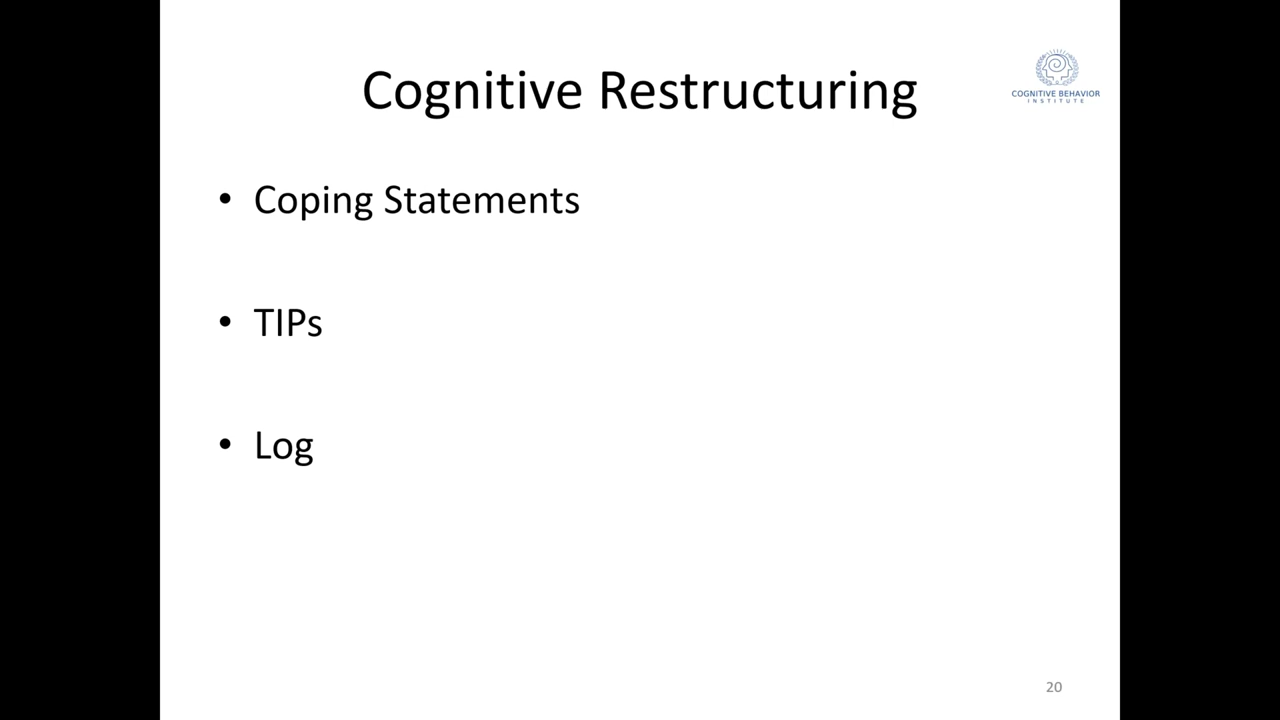 Cognitive Restructuring
COGNITIVE BEHAVIOR
INSTITUTE
• Coping Statements
• TIPs
• Log
20